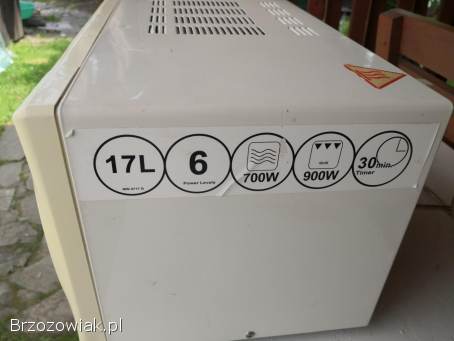 17L
6
Power Levels
700W
900W
30min.
Timer
Brzozowiak.pl